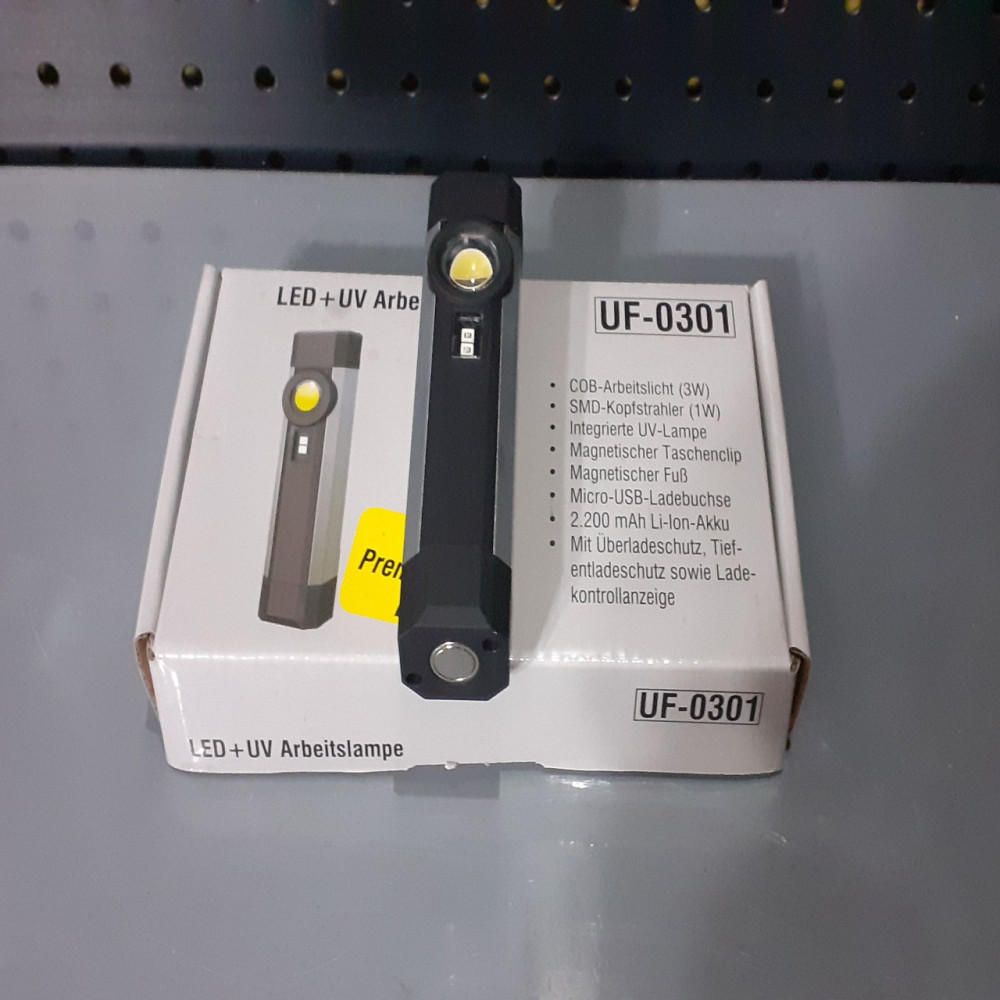 LED+UV Arbe
UF-0301
• COB-Arbeitslicht (3W)
• SMD-Kopfstrahler (1W)
• Integrierte UV-Lampe
• Magnetischer Taschenclip
• Magnetischer Fuß
• Micro-USB-Ladebuchse
• 2.200 mAh Li-Ion-Akku
• Mit Überladeschutz, Tief-
entladeschutz sowie Lade-
kontrollanzeige
Prem
UF-0301
LED+UV Arbeitslampe